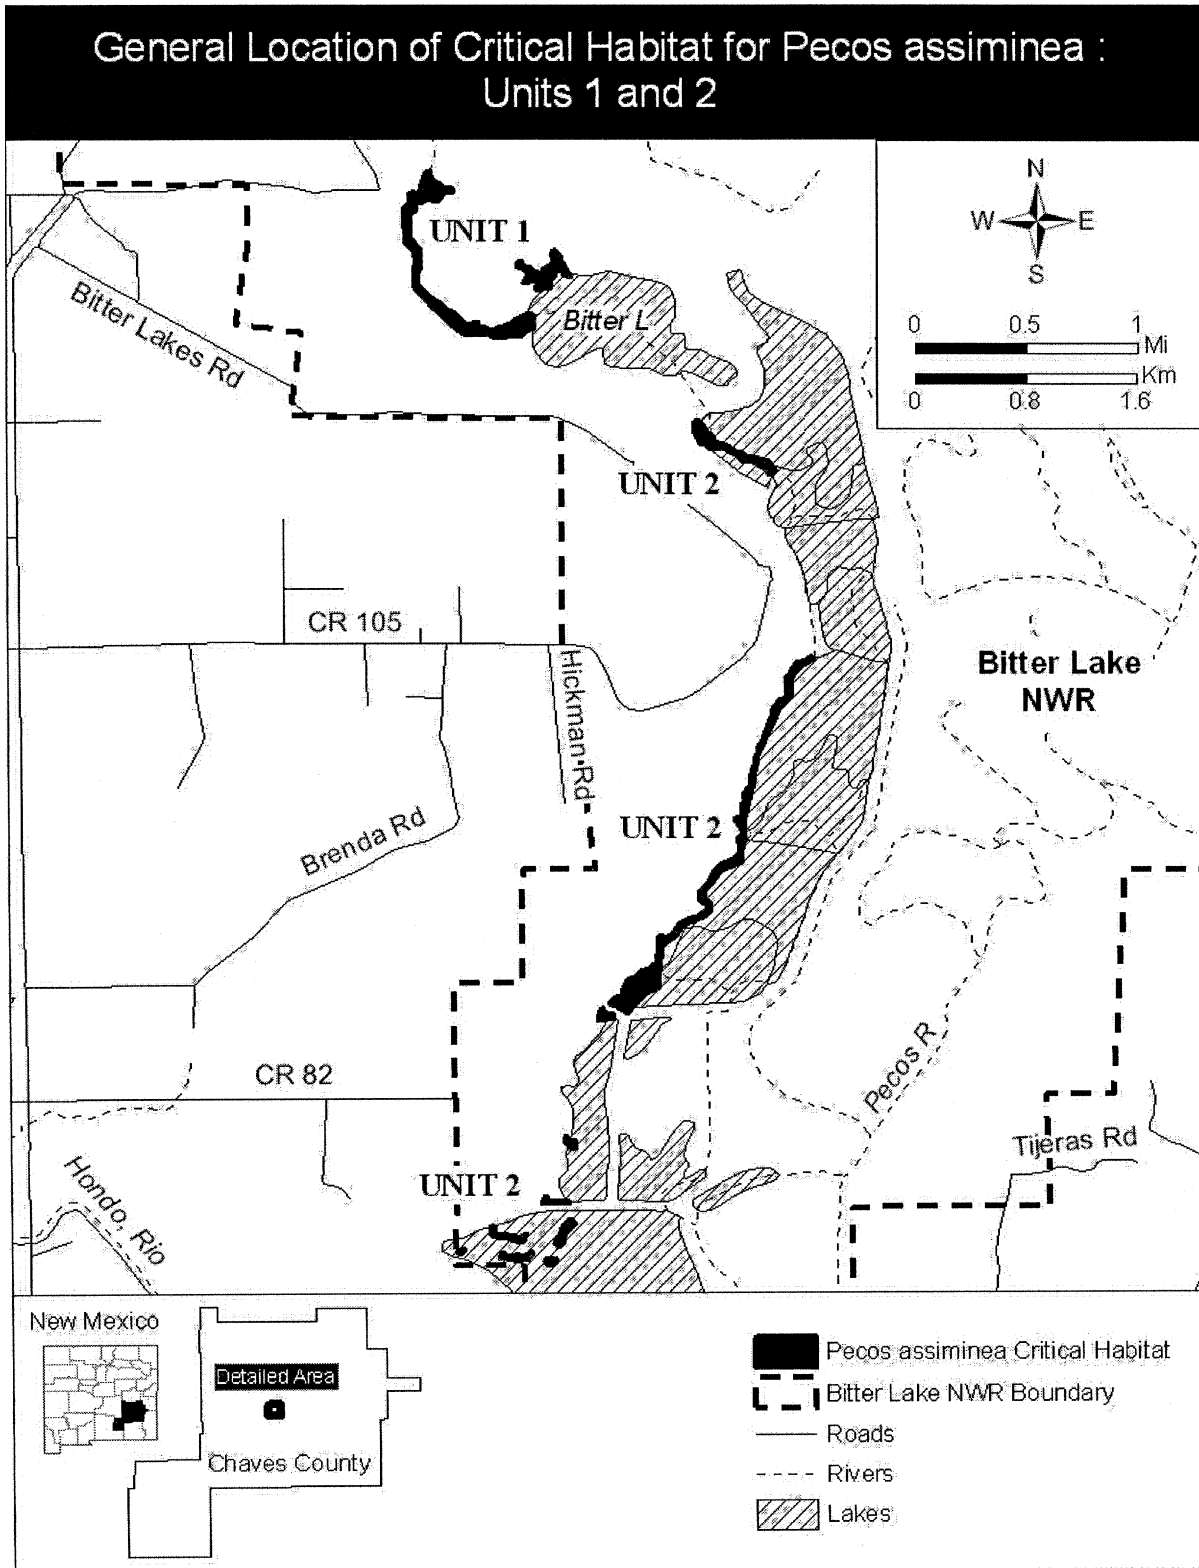 General Location of Critical Habitat for Pecos assiminea :
Units 1 and 2
N
W E
S
0 0.5 1
Mi
Km
0 0.8 1.6
UNIT 1
Bitter L
Bitter Lakes Rd
UNIT 2
CR 105
Hickman Rd
Bitter Lake
NWR
UNIT 2
Brenda Rd
Pecos R
CR 82
Tijeras Rd
Hondo, Rio
UNIT 2
New Mexico
Detailed Area
Chaves County
Pecos assiminea Critical Habitat
Bitter Lake NWR Boundary
Roads
Rivers
Lakes